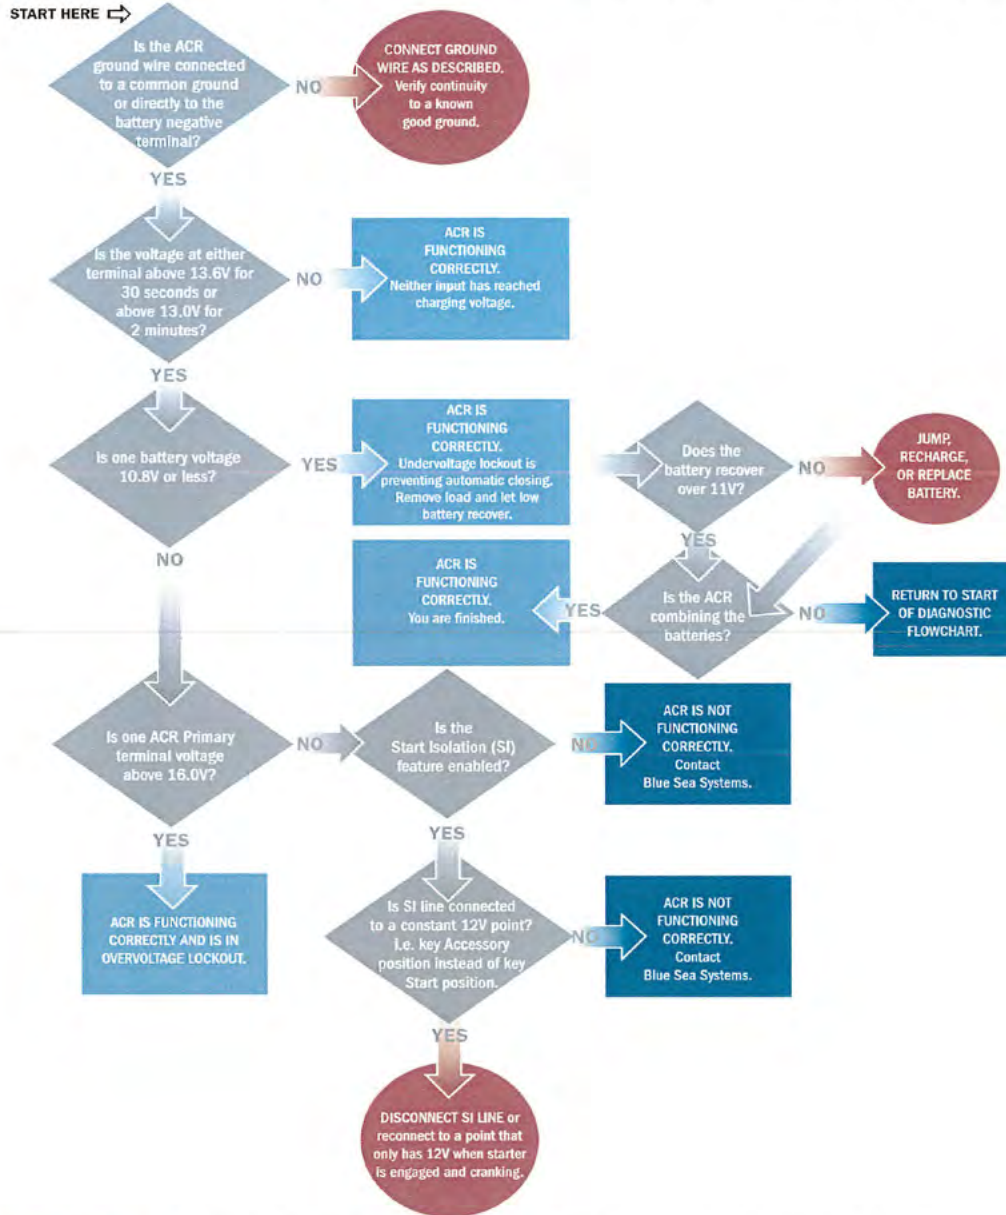 START HERE
Is the ACR
ground wire connected
to a common ground
or directly to the
battery negative
terminal?
NO
CONNECT GROUND
WIRE AS DESCRIBED.
Verify continuity
to a known
good ground.
YES
Is the voltage at either
terminal above 13.6V for
30 seconds or
above 13.0V for
2 minutes?
NO
ACR IS
FUNCTIONING
CORRECTLY.
Neither input has reached
charging voltage.
YES
Is one battery voltage
10.8V or less?
YES
ACR IS
FUNCTIONING
CORRECTLY.
Undervoltage lockout is
preventing automatic closing.
Remove load and let low
battery recover.
Does the
battery recover
over 11V?
NO
JUMP,
RECHARGE,
OR REPLACE
BATTERY.
YES
Is the ACR
combining the
batteries?
YES
ACR IS
FUNCTIONING
CORRECTLY.
You are finished.
NO
RETURN TO START
OF DIAGNOSTIC
FLOWCHART.
NO
Is one ACR Primary
terminal voltage
above 16.0V?
NO
Is the
Start Isolation (SI)
feature enabled?
NO
ACR IS NOT
FUNCTIONING
CORRECTLY.
Contact
Blue Sea Systems.
YES
ACR IS FUNCTIONING
CORRECTLY AND IS IN
OVERVOLTAGE LOCKOUT.
YES
Is SI line connected
to a constant 12V point?
i.e. key Accessory
position instead of key
Start position.
NO
ACR IS NOT
FUNCTIONING
CORRECTLY.
Contact
Blue Sea Systems.
YES
DISCONNECT SI LINE or
reconnect to a point that
only has 12V when starter
is engaged and cranking.